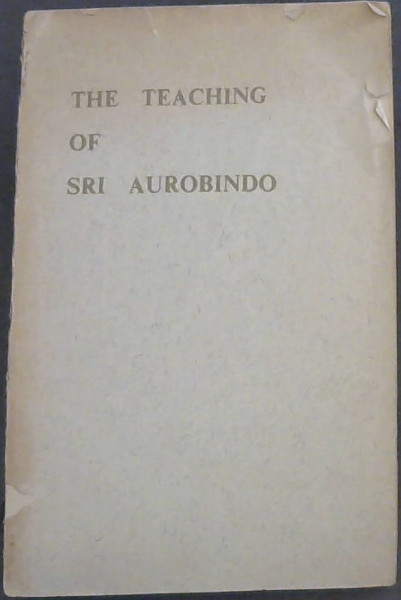 THE TEACHING
OF
SRI AUROBINDO